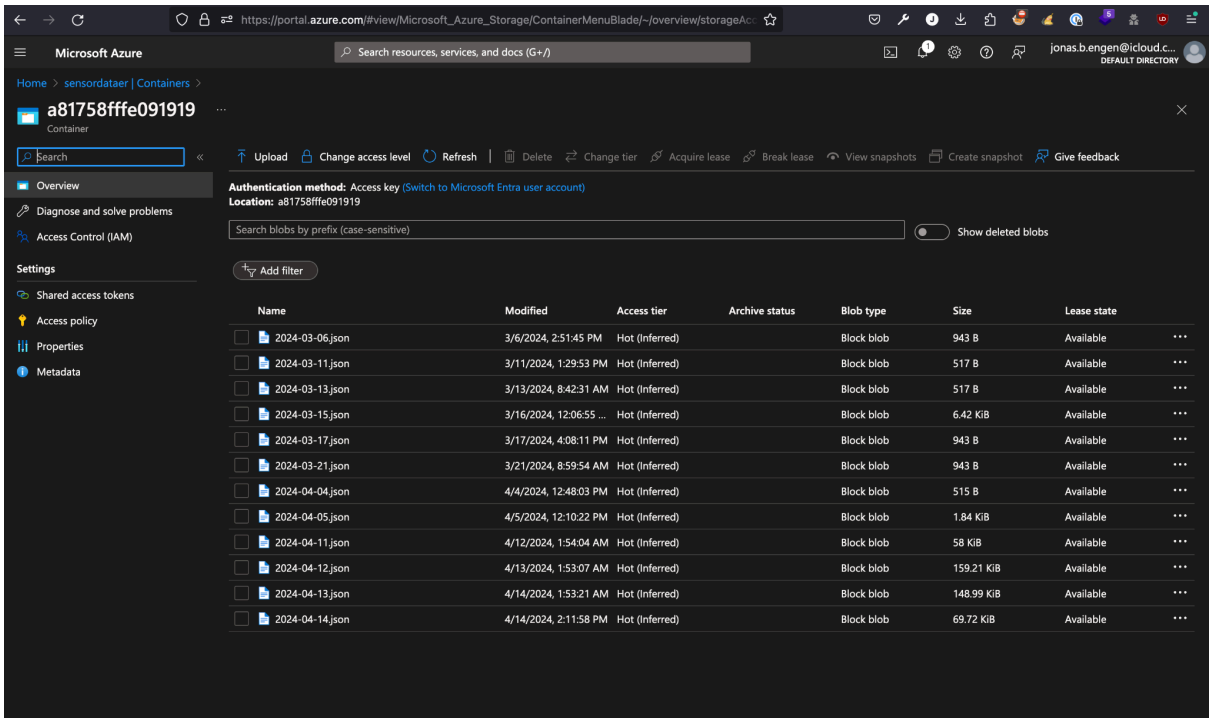 https://portal.azure.com/#view/Microsoft_Azure_Storage/ContainerMenuBlade/~/overview/storageAcc
5
Microsoft Azure
Search resources, services, and docs (G+/)
1
jonas.b.engen@icloud.c...
DEFAULT DIRECTORY
Home > sensordataer | Containers >
a81758fffe091919 ...
Container
Search «
Upload Change access level Refresh | Delete Change tier Acquire lease Break lease View snapshots Create snapshot Give feedback
Overview
Diagnose and solve problems
Access Control (IAM)
Settings
Shared access tokens
Access policy
Properties
Metadata
Authentication method: Access key (Switch to Microsoft Entra user account)
Location: a81758fffe091919
Search blobs by prefix (case-sensitive) Show deleted blobs
Add filter
Name Modified Access tier Archive status Blob type Size Lease state
2024-03-06.json 3/6/2024, 2:51:45 PM Hot (Inferred) Block blob 943 B Available ...
2024-03-11.json 3/11/2024, 1:29:53 PM Hot (Inferred) Block blob 517 B Available ...
2024-03-13.json 3/13/2024, 8:42:31 AM Hot (Inferred) Block blob 517 B Available ...
2024-03-15.json 3/16/2024, 12:06:55 ... Hot (Inferred) Block blob 6.42 KiB Available ...
2024-03-17.json 3/17/2024, 4:08:11 PM Hot (Inferred) Block blob 943 B Available ...
2024-03-21.json 3/21/2024, 8:59:54 AM Hot (Inferred) Block blob 943 B Available ...
2024-04-04.json 4/4/2024, 12:48:03 PM Hot (Inferred) Block blob 515 B Available ...
2024-04-05.json 4/5/2024, 12:10:22 PM Hot (Inferred) Block blob 1.84 KiB Available ...
2024-04-11.json 4/12/2024, 1:54:04 AM Hot (Inferred) Block blob 58 KiB Available ...
2024-04-12.json 4/13/2024, 1:53:07 AM Hot (Inferred) Block blob 159.21 KiB Available ...
2024-04-13.json 4/14/2024, 1:53:21 AM Hot (Inferred) Block blob 148.99 KiB Available ...
2024-04-14.json 4/14/2024, 2:11:58 PM Hot (Inferred) Block blob 69.72 KiB Available ...